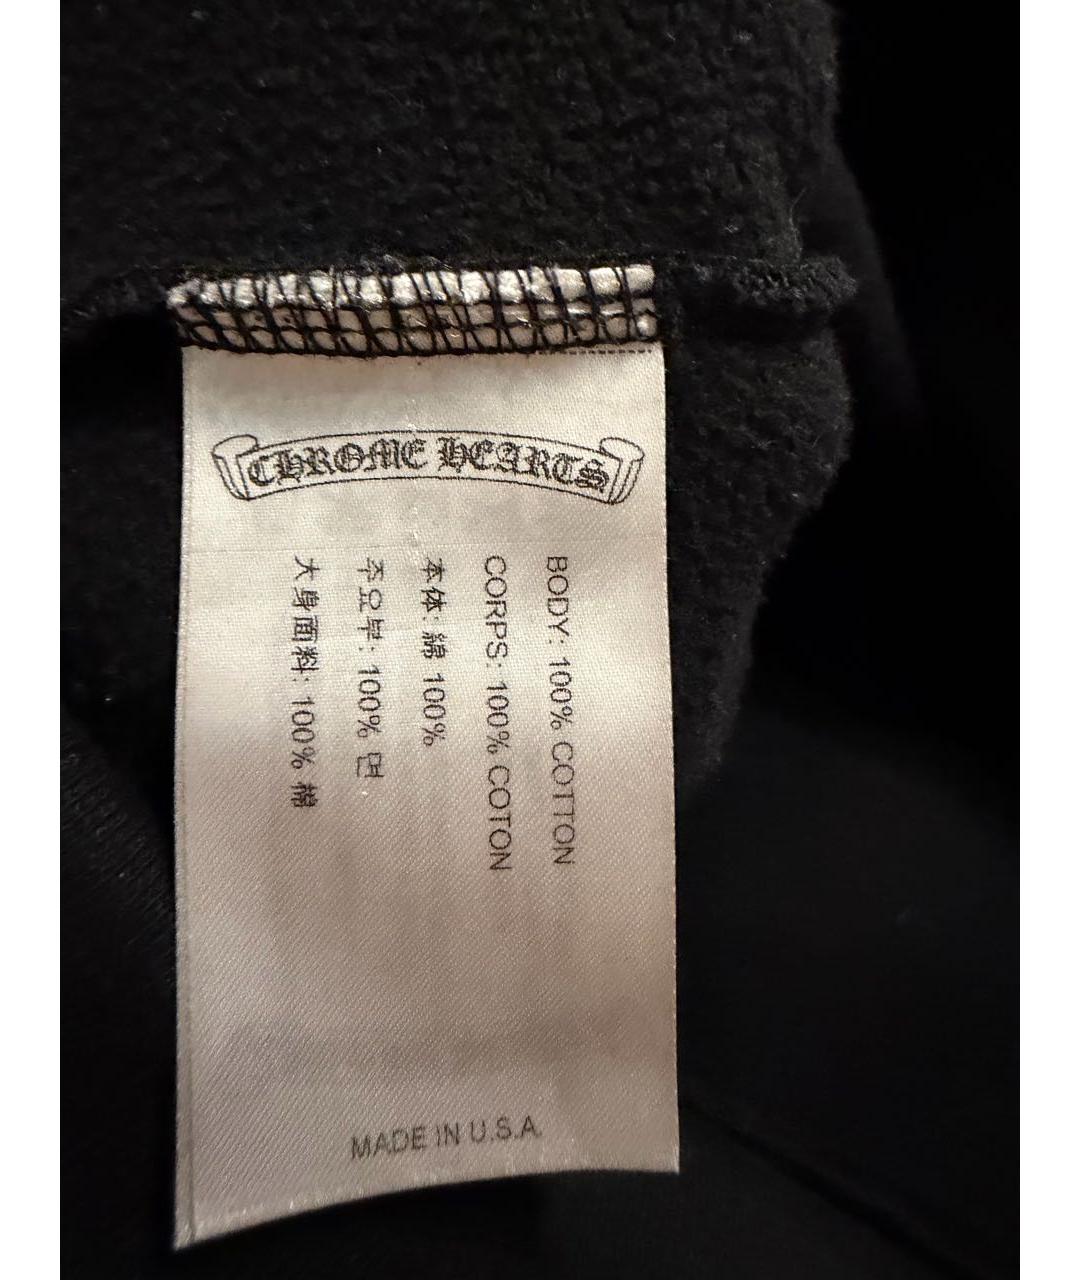 CHROME HEARTS
BODY: 100% COTTON
CORPS: 100% COTON
本体: 綿 100%
주요부: 100% 면
大身面料: 100% 棉
MADE IN U.S.A.